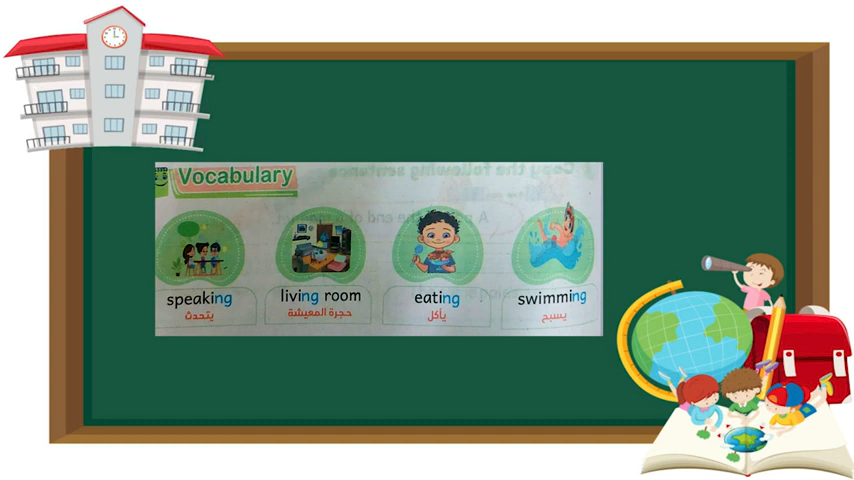 Vocabulary
speaking
يتحدث
living room
حجرة المعيشة
eating
يأكل
swimming
يسبح